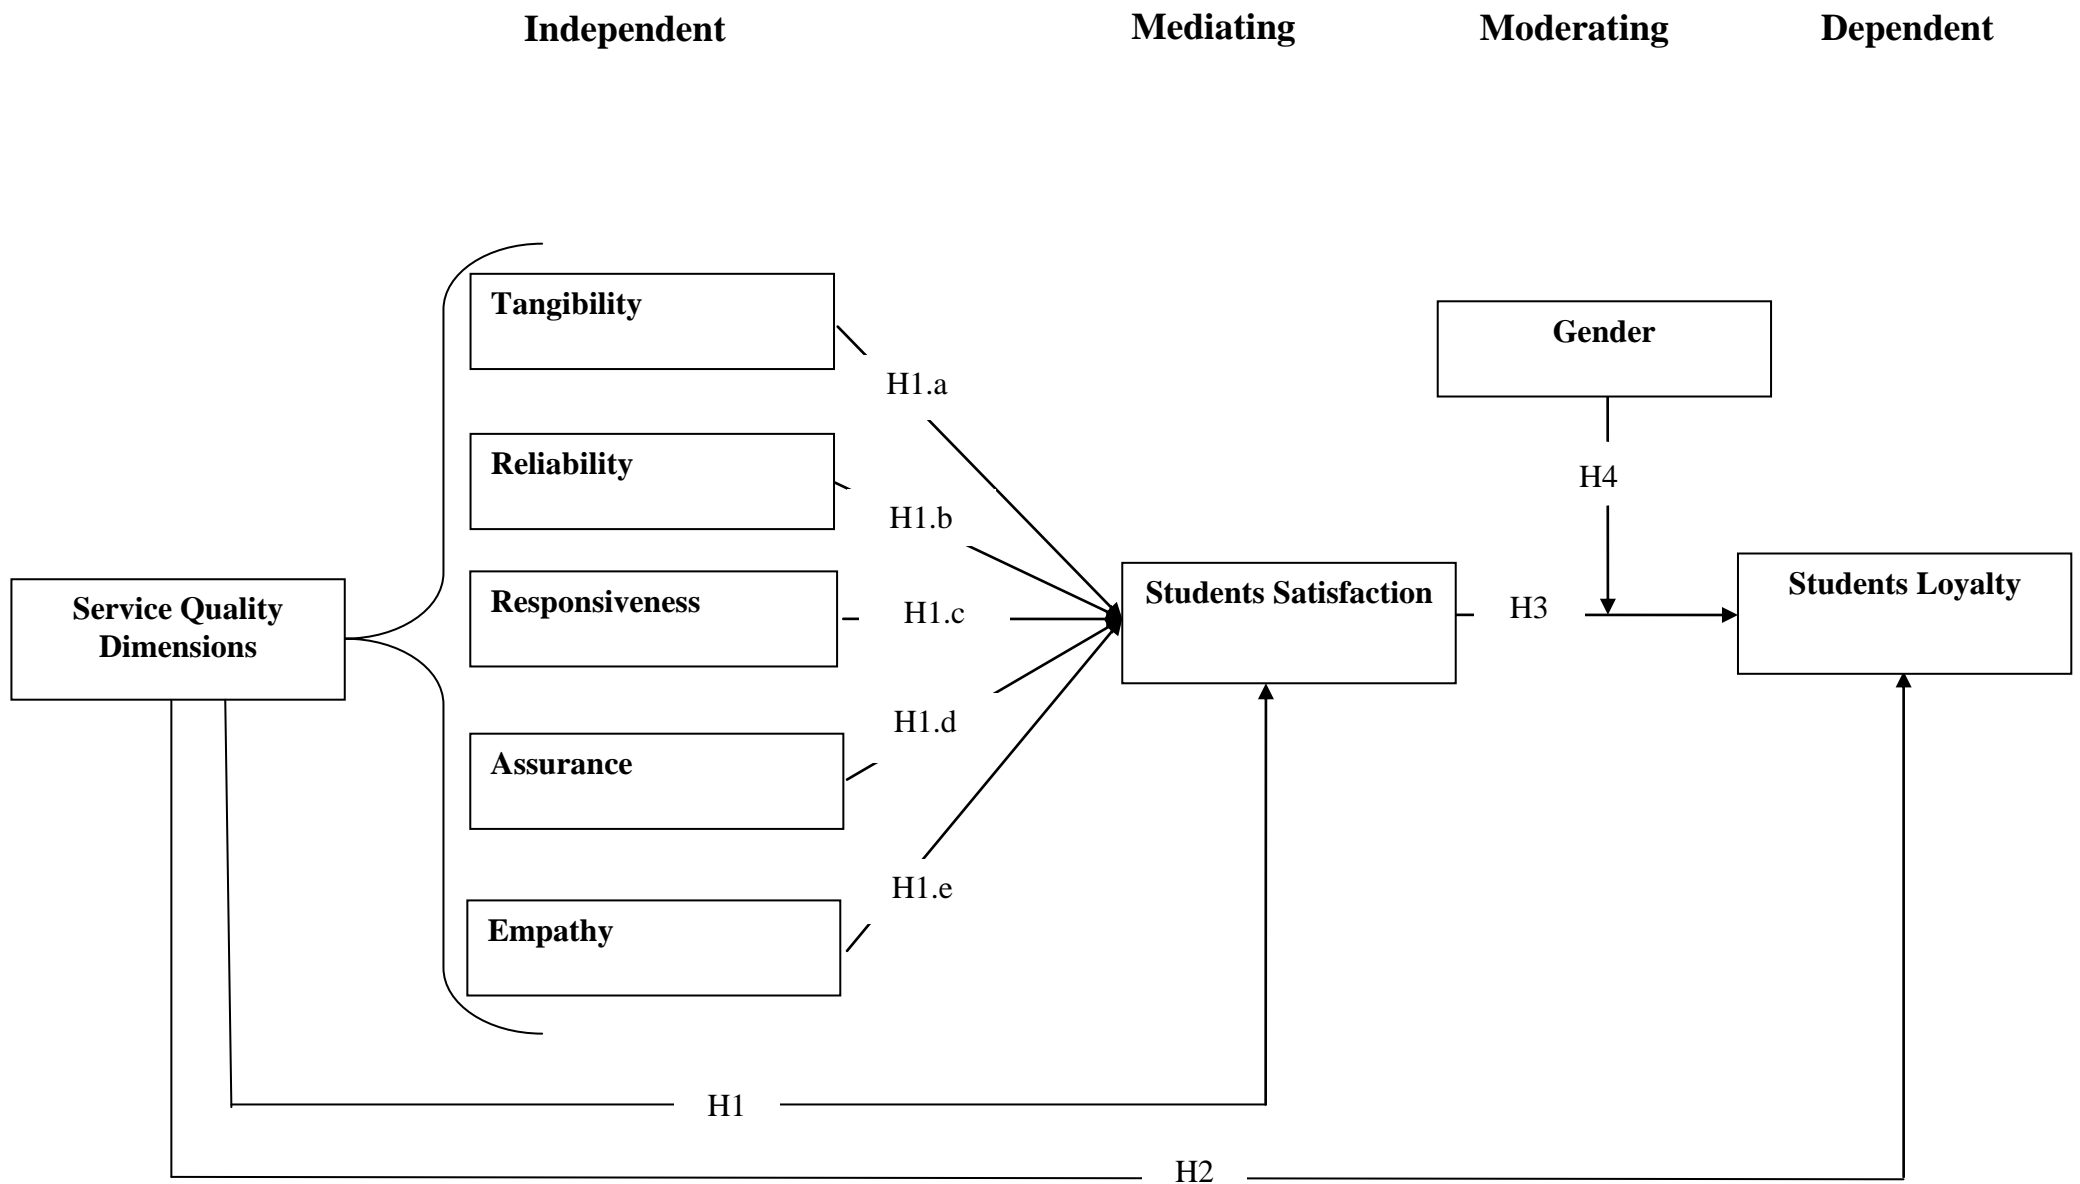 Independent
Mediating
Moderating
Dependent
Tangibility
Gender
H1.a
Reliability
H4
H1.b
Students Satisfaction
Students Loyalty
Service Quality
Dimensions
Responsiveness
H1.c
H3
H1.d
Assurance
H1.e
Empathy
H1
H2